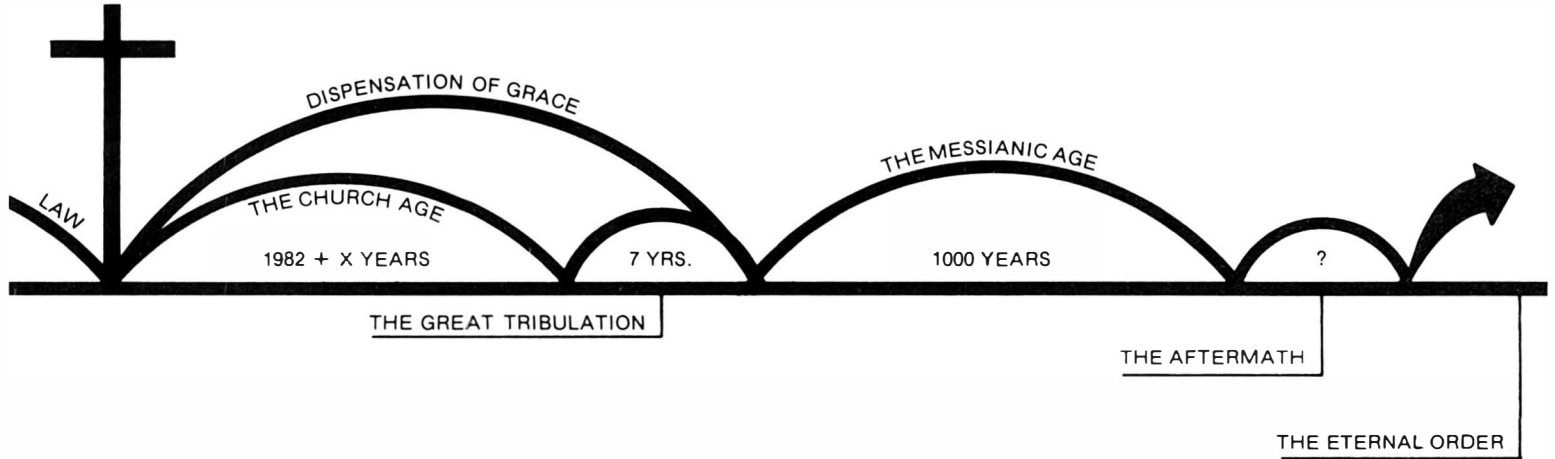 DISPENSATION OF GRACE
THE MESSIANIC AGE
LAW
THE CHURCH AGE
1982 + X YEARS
7 YRS.
1000 YEARS
?
THE GREAT TRIBULATION
THE AFTERMATH
THE ETERNAL ORDER